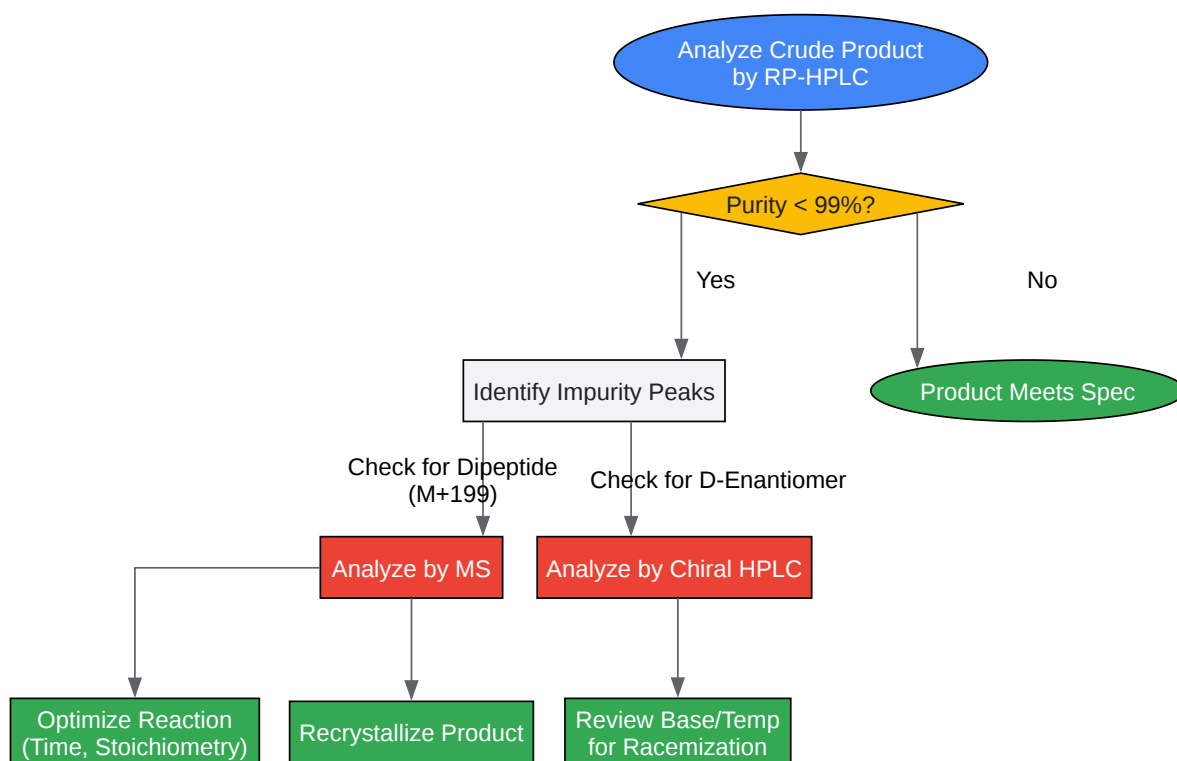 Analyze Crude Product
by RP-HPLC
Purity < 99%?
Yes
No
Identify Impurity Peaks
Product Meets Spec
Check for Dipeptide
(M+199)
Check for D-Enantiomer
Analyze by MS
Analyze by Chiral HPLC
Optimize Reaction
(Time, Stoichiometry)
Recrystallize Product
Review Base/Temp
for Racemization